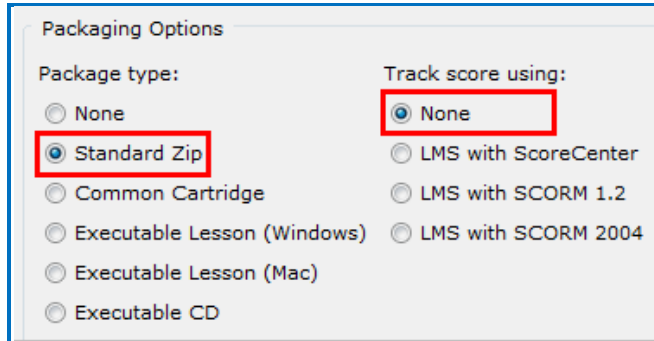 Packaging Options
Package type:
None
Standard Zip
Common Cartridge
Executable Lesson (Windows)
Executable Lesson (Mac)
Executable CD
Track score using:
None
LMS with ScoreCenter
LMS with SCORM 1.2
LMS with SCORM 2004